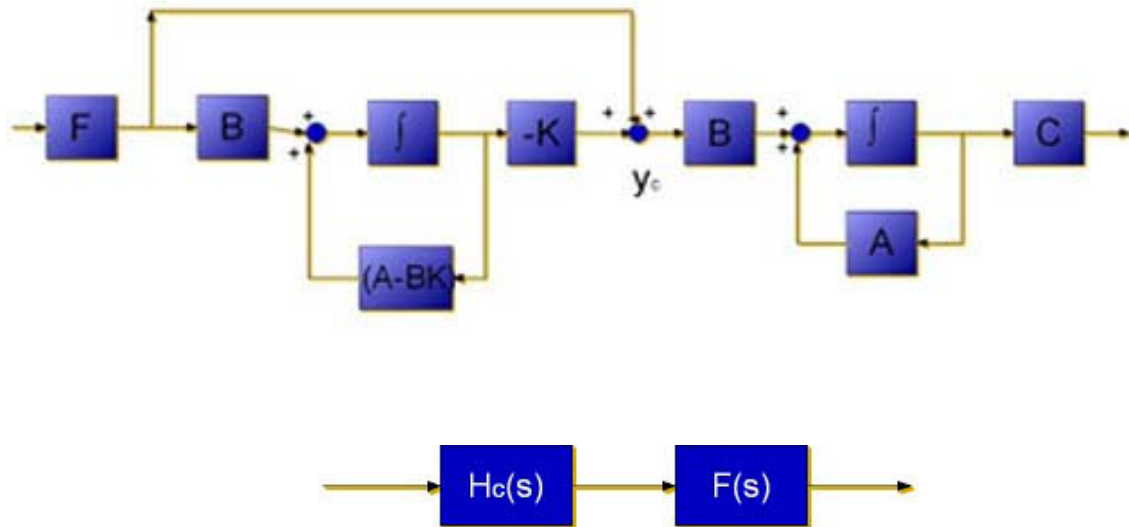 F
B
∫
-K
B
∫
C
+
+
+
+
+
+
yc
(A-BK)
A
Hc(s)
F(s)